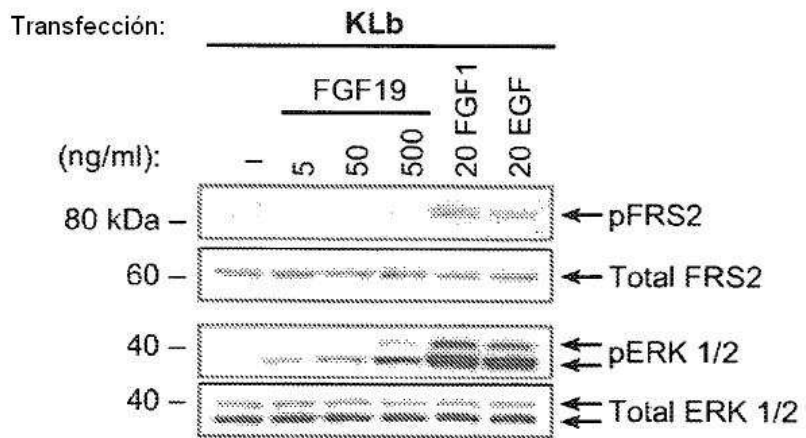 Transfección: KLb
FGF19
20 FGF1
20 EGF
(ng/ml): – 5 50 500
80 kDa – pFRS2
60 – Total FRS2
40 – pERK 1/2
40 – Total ERK 1/2